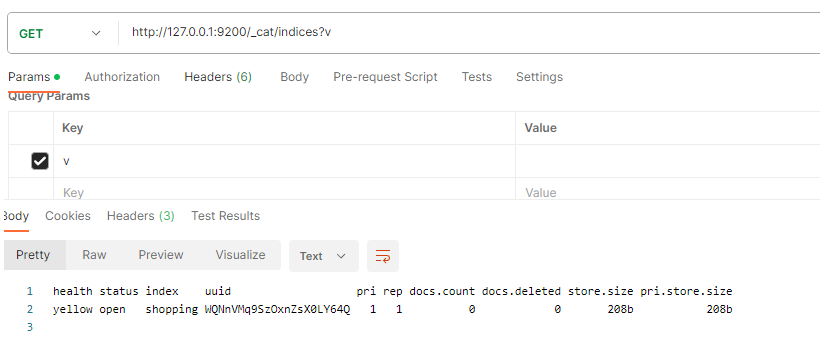 GET http://127.0.0.1:9200/_cat/indices?v
Params Authorization Headers (6) Body Pre-request Script Tests Settings
Query Params
Key Value
v
Key Value
Body Cookies Headers (3) Test Results
Pretty Raw Preview Visualize Text
1 health status index uuid pri rep docs.count docs.deleted store.size pri.store.size
2 yellow open shopping WQNnVMq9SzOxnZsX0LY64Q 1 1 0 0 208b 208b
3